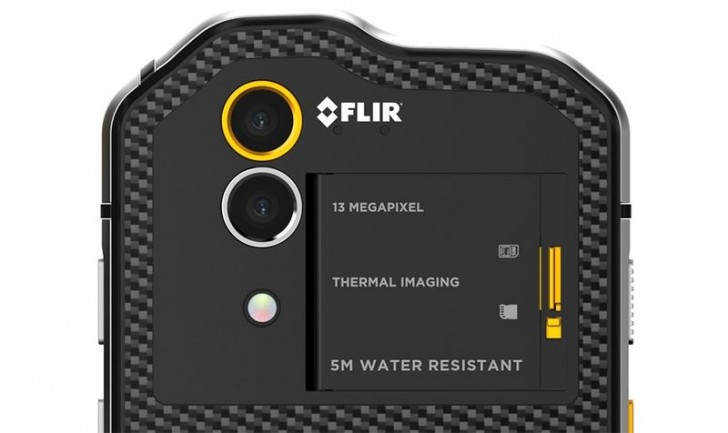 FLIR
13 MEGAPIXEL
THERMAL IMAGING
5M WATER RESISTANT